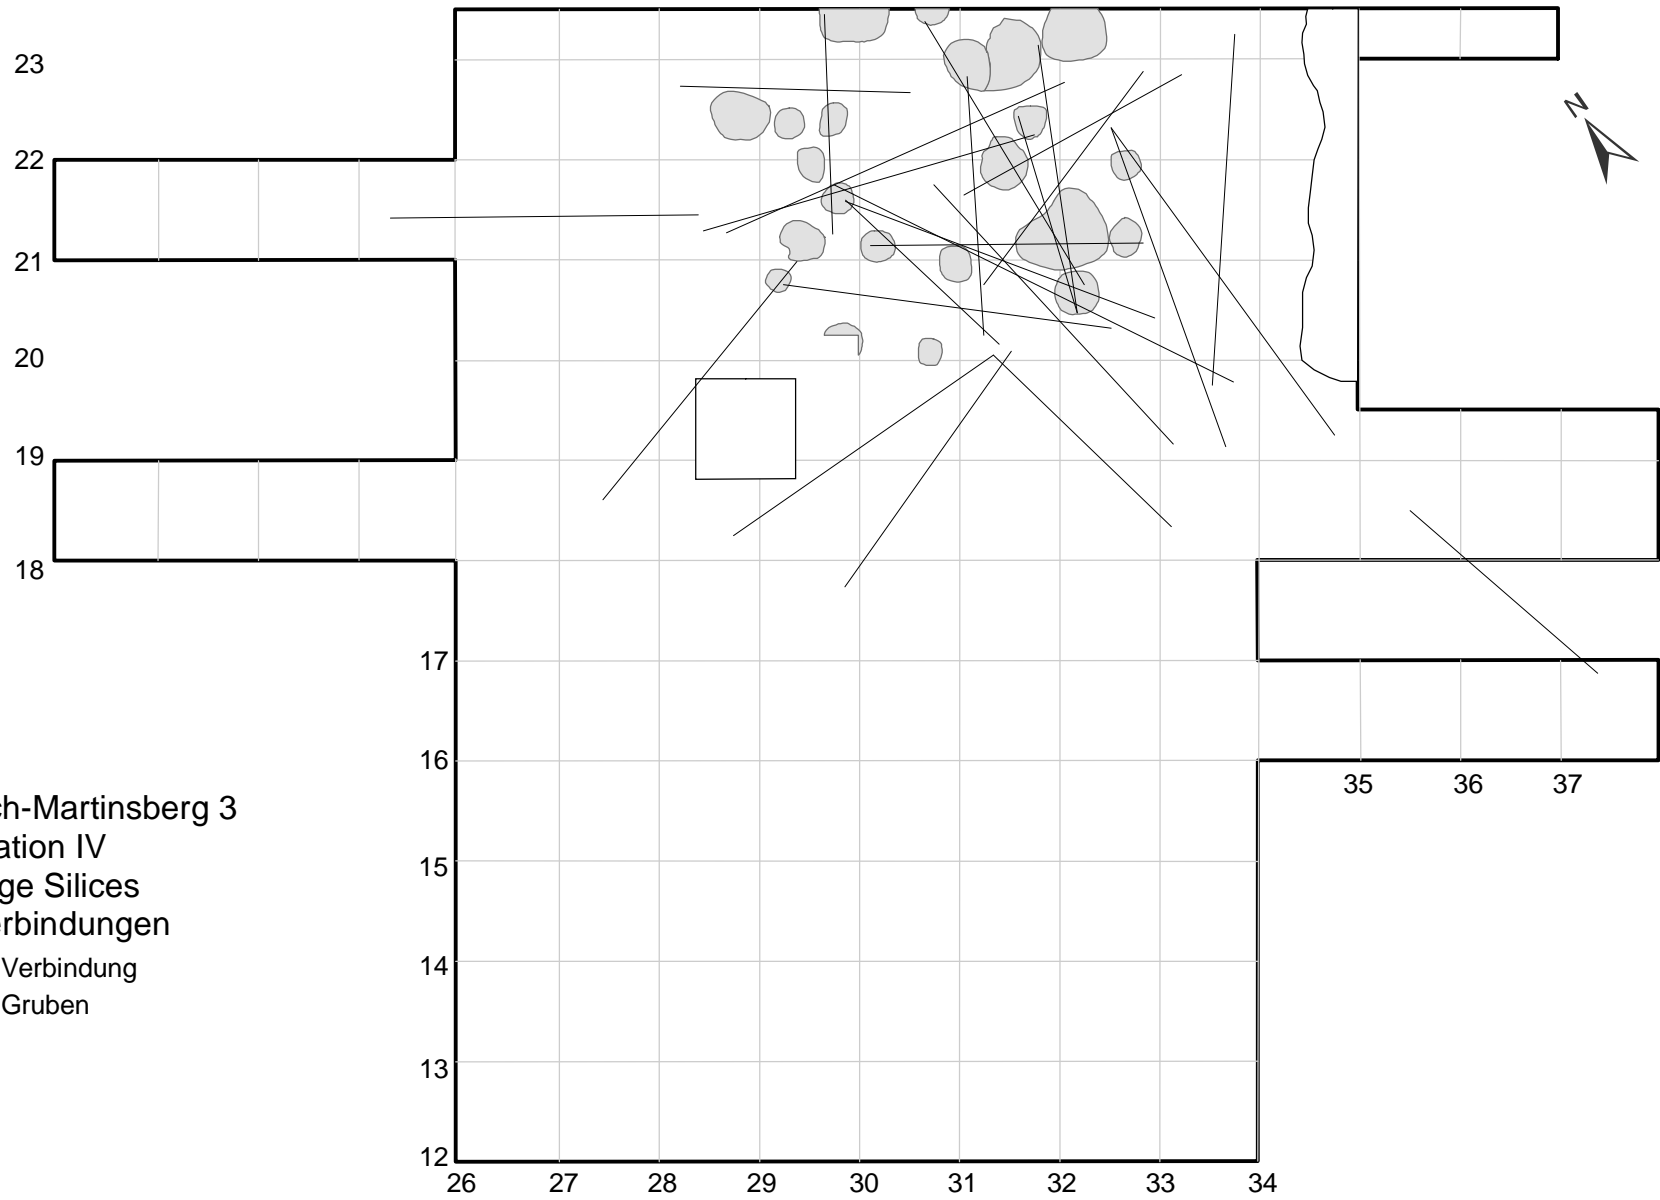 23
N
22
21
20
19
18
17
16
35 36 37
ch-Martinsberg 3
ation IV
ge Silices
erbindungen
15
Verbindung
14
Gruben
13
12
26 27 28 29 30 31 32 33 34